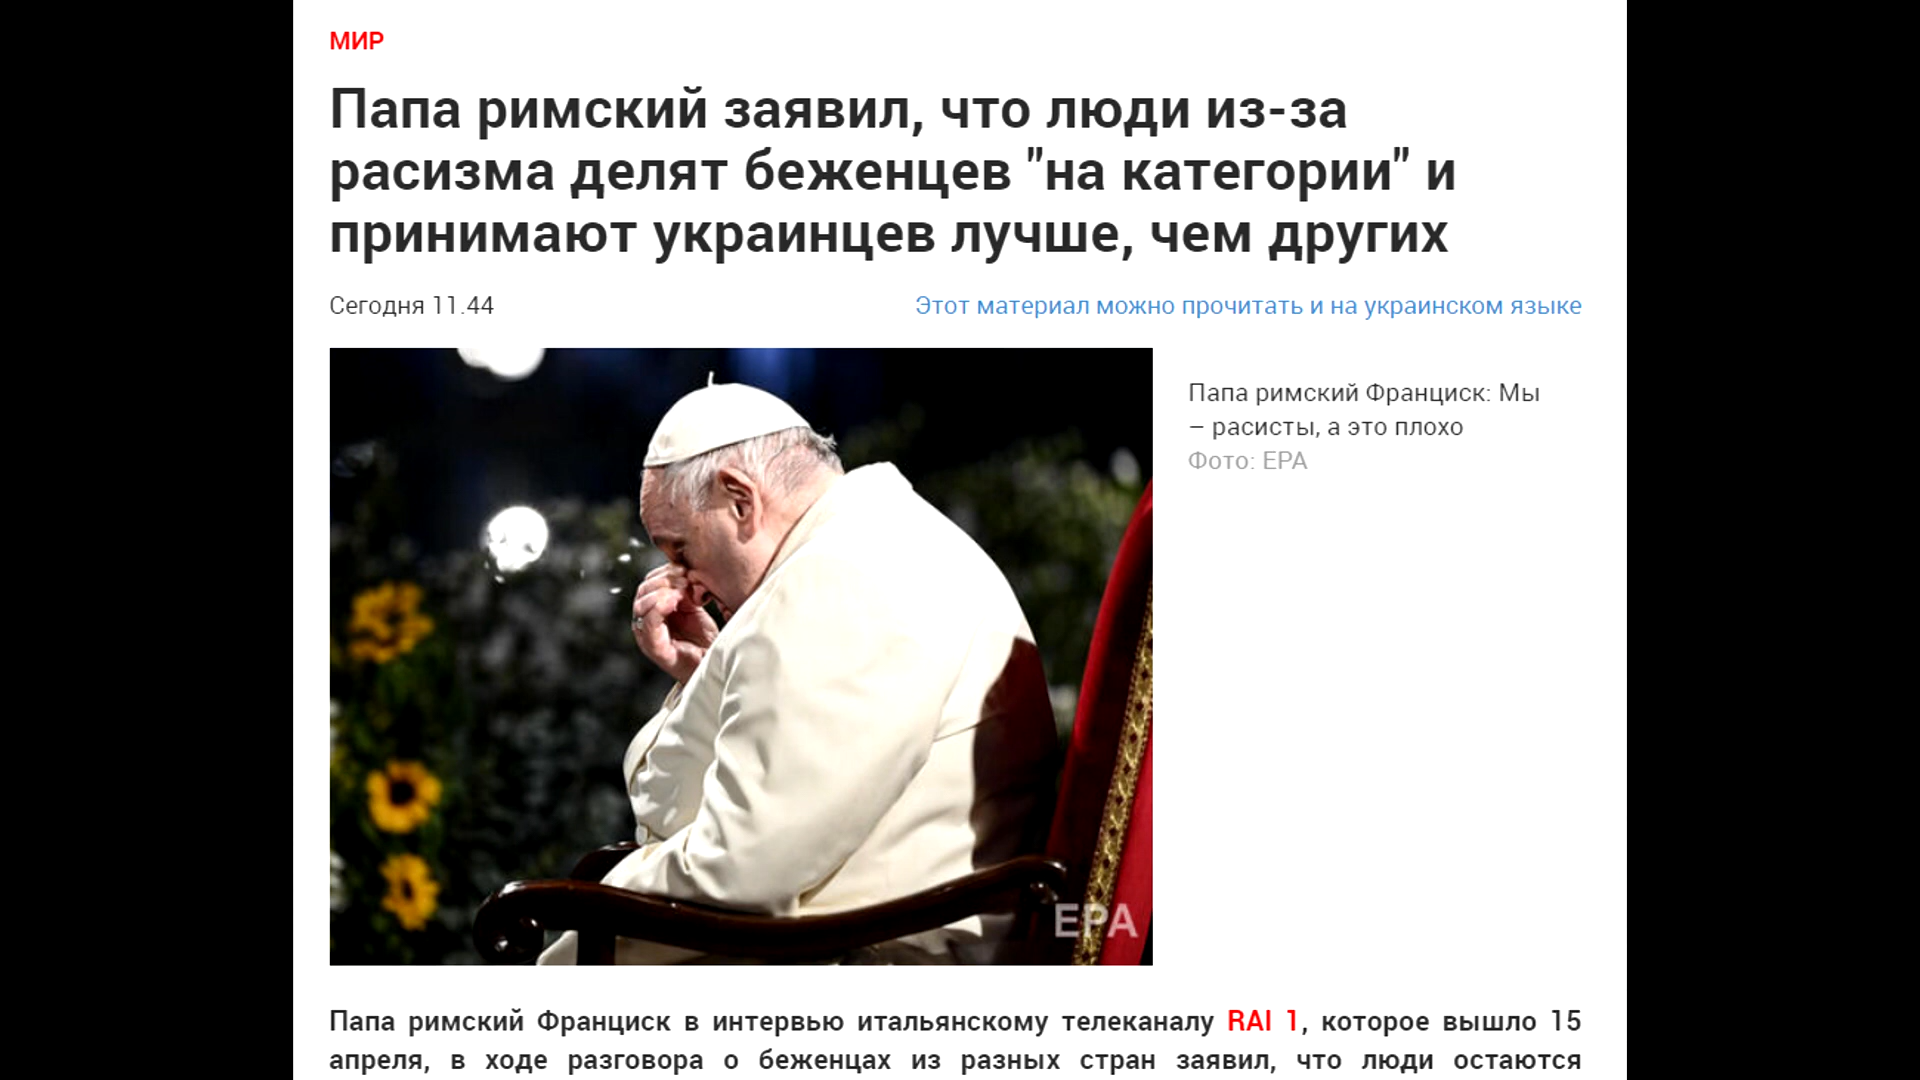 МИР
Папа римский заявил, что люди из-за
расизма делят беженцев "на категории" и
принимают украинцев лучше, чем других
Сегодня 11.44
Этот материал можно прочитать и на украинском языке
Папа римский Франциск: Мы
– расисты, а это плохо
Фото: EPA
EPA
Папа римский Франциск в интервью итальянскому телеканалу RAI 1, которое вышло 15
апреля, в ходе разговора о беженцах из разных стран заявил, что люди остаются